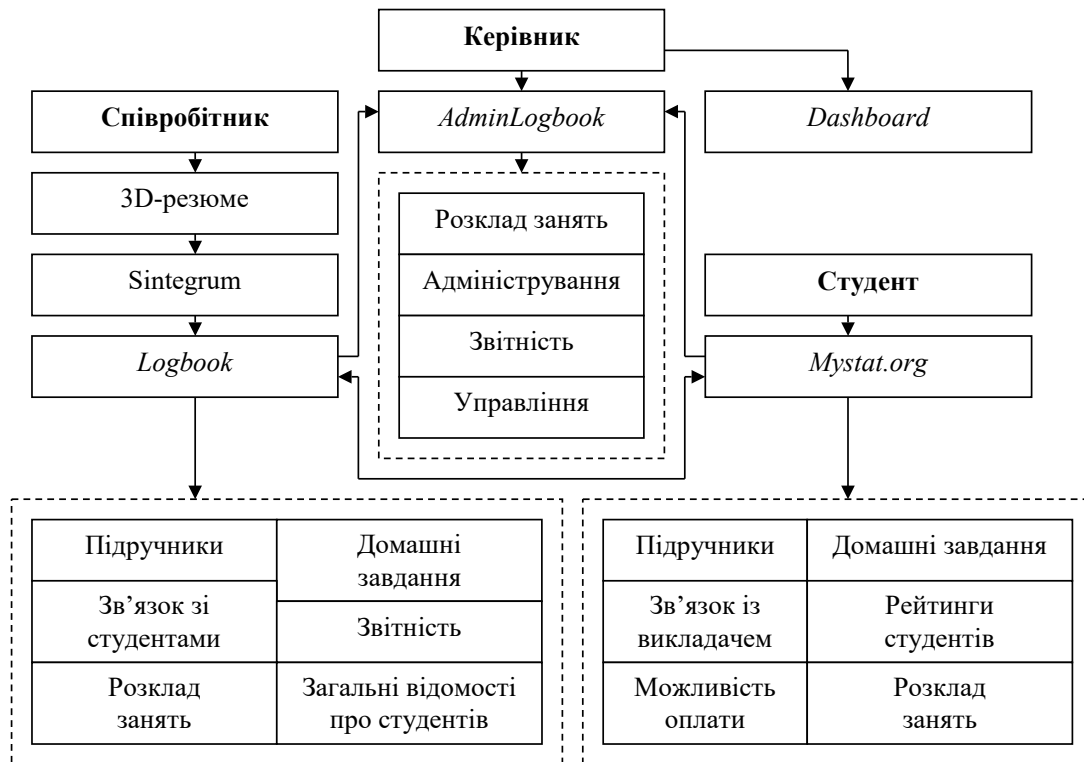 Керівник
Співробітник
AdminLogbook
Dashboard
3D-резюме
Sintegrum
Logbook
Розклад занять
Адміністрування
Звітність
Управління
Студент
Mystat.org
Підручники
Домашні
завдання
Зв’язок зі
студентами
Звітність
Розклад
занять
Загальні відомості
про студентів
Підручники
Домашні завдання
Зв’язок із
викладачем
Рейтинги
студентів
Можливість
оплати
Розклад
занять